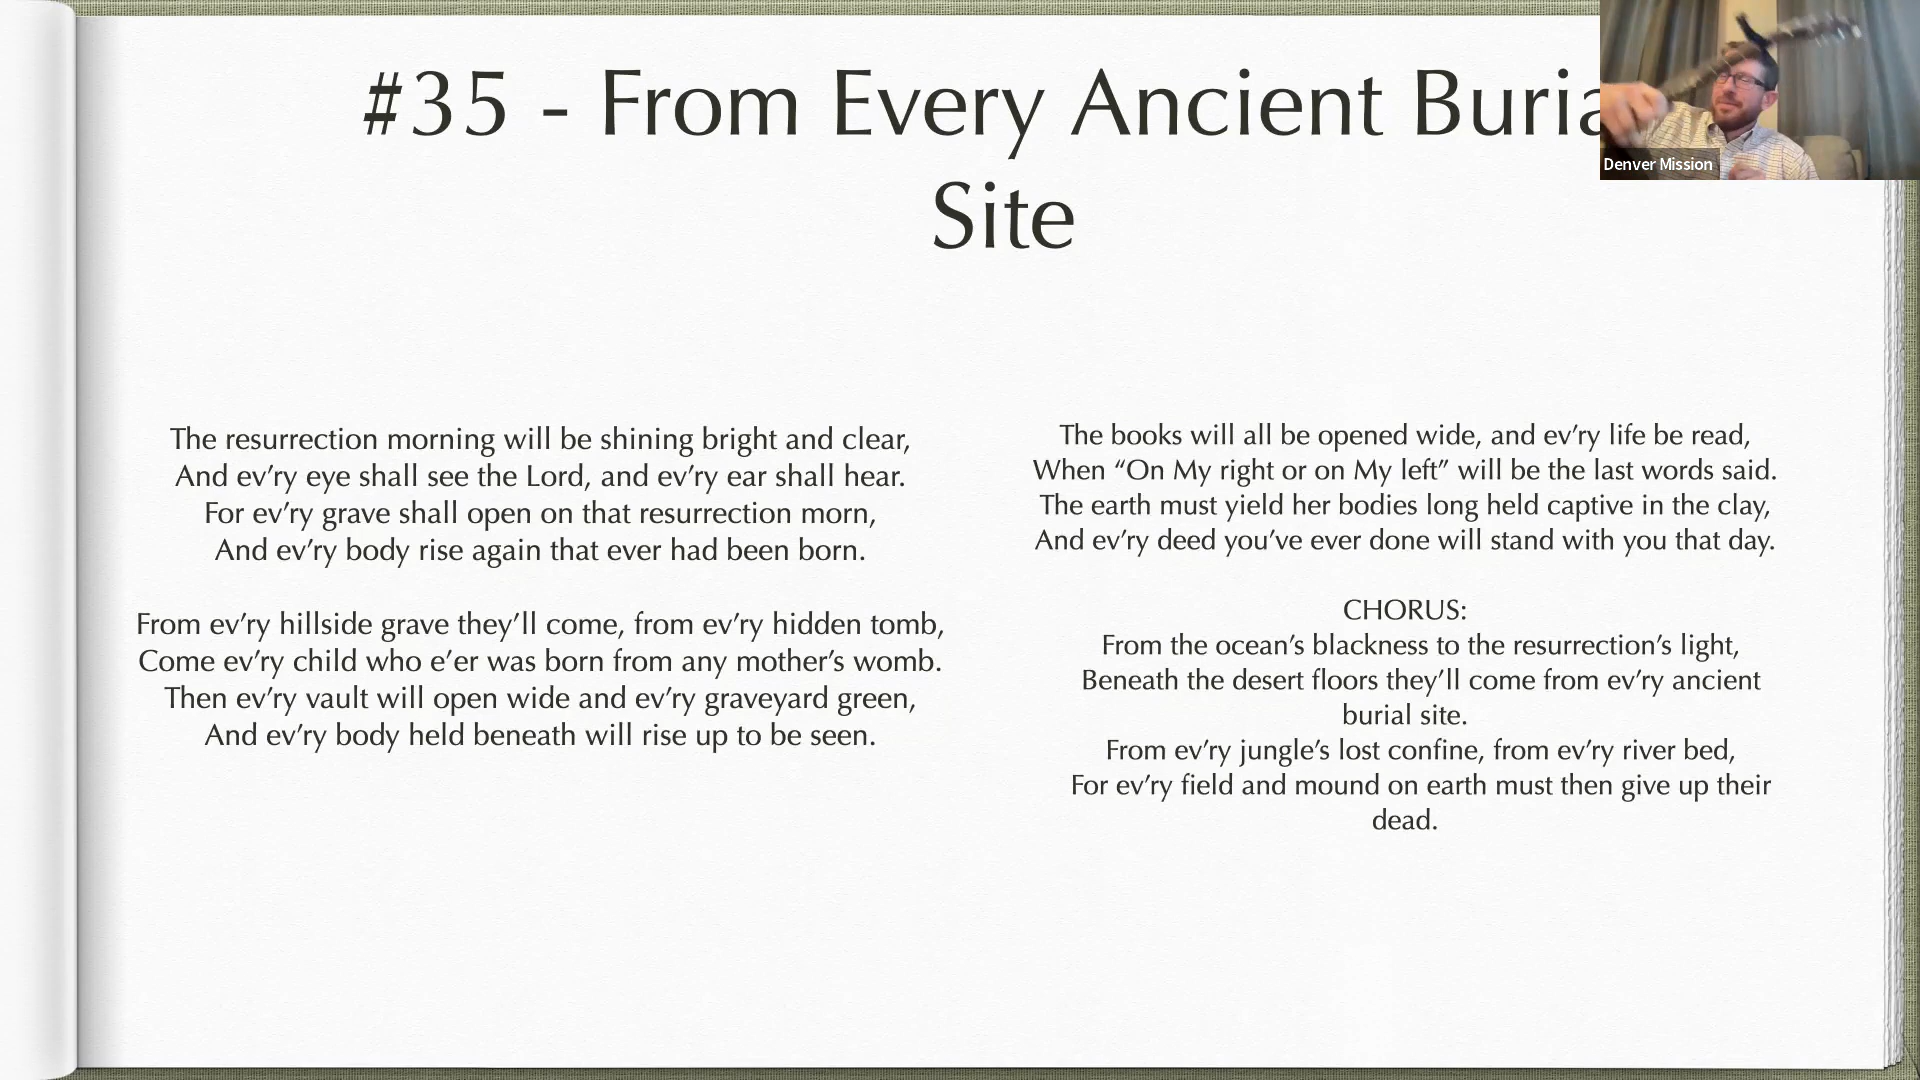 #35 - From Every Ancient Buria
Site
Denver Mission
The resurrection morning will be shining bright and clear,
And ev’ry eye shall see the Lord, and ev’ry ear shall hear.
For ev’ry grave shall open on that resurrection morn,
And ev’ry body rise again that ever had been born.
From ev’ry hillside grave they’ll come, from ev’ry hidden tomb,
Come ev’ry child who e’er was born from any mother’s womb.
Then ev’ry vault will open wide and ev’ry graveyard green,
And ev’ry body held beneath will rise up to be seen.
The books will all be opened wide, and ev’ry life be read,
When “On My right or on My left” will be the last words said.
The earth must yield her bodies long held captive in the clay,
And ev’ry deed you’ve ever done will stand with you that day.
CHORUS:
From the ocean’s blackness to the resurrection’s light,
Beneath the desert floors they’ll come from ev’ry ancient
burial site.
From ev’ry jungle’s lost confine, from ev’ry river bed,
For ev’ry field and mound on earth must then give up their
dead.